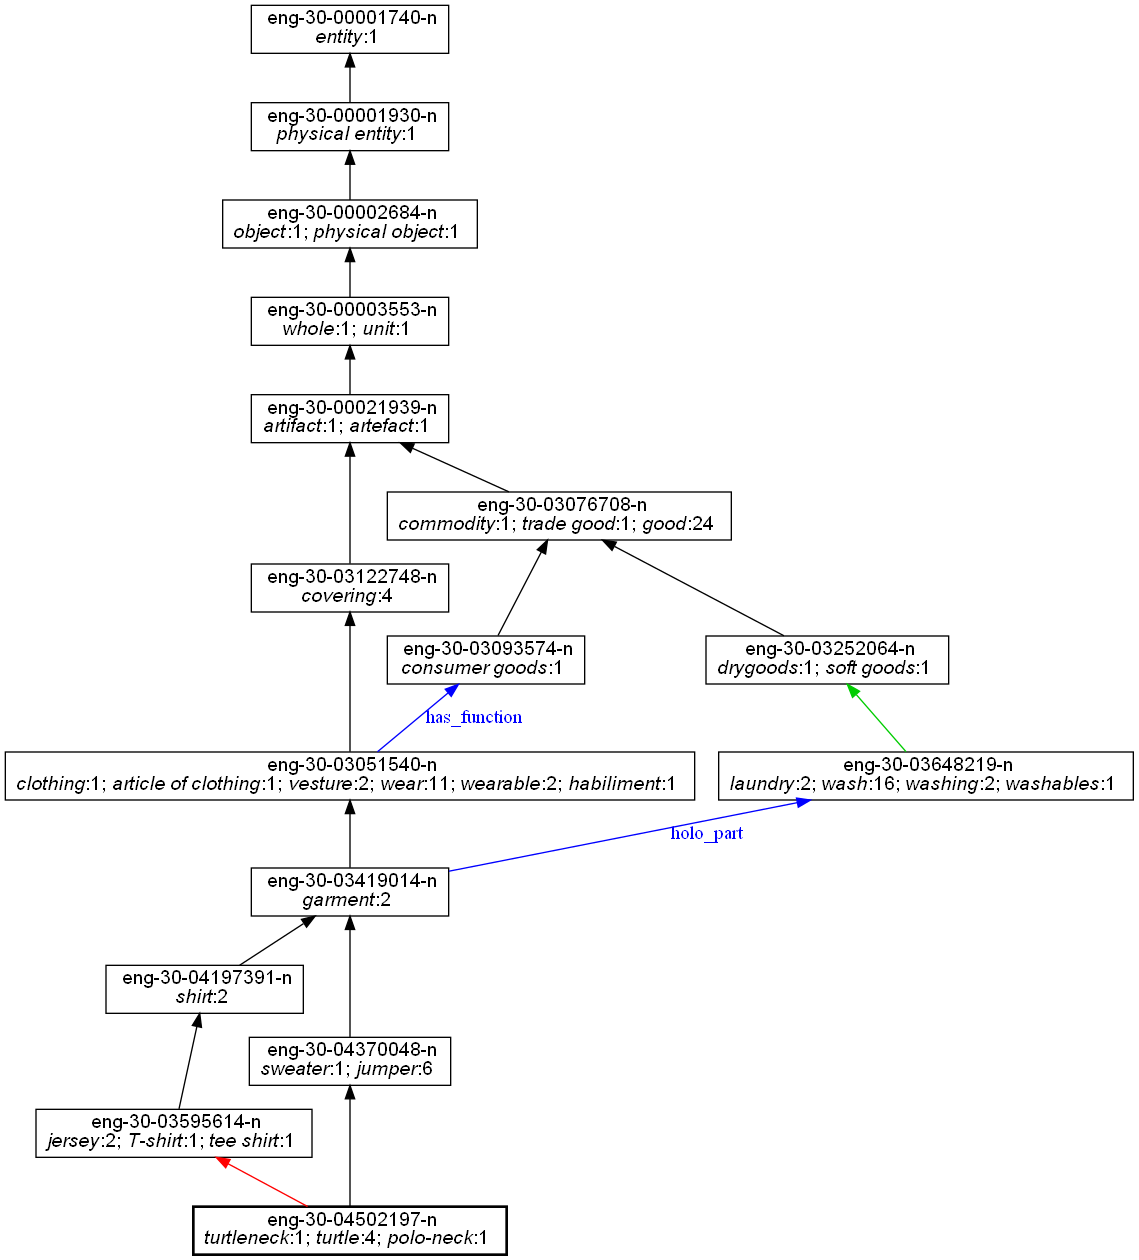 eng-30-00001740-n
entity:1
eng-30-00001930-n
physical entity:1
eng-30-00002684-n
object:1; physical object:1
eng-30-00003553-n
whole:1; unit:1
eng-30-00021939-n
artifact:1; artefact:1
eng-30-03076708-n
commodity:1; trade good:1; good:24
eng-30-03122748-n
covering:4
eng-30-03093574-n
consumer goods:1
eng-30-03252064-n
drygoods:1; soft goods:1
has_function
eng-30-03051540-n
clothing:1; article of clothing:1; vesture:2; wear:11; wearable:2; habiliment:1
eng-30-03648219-n
laundry:2; wash:16; washing:2; washables:1
holo_part
eng-30-03419014-n
garment:2
eng-30-04197391-n
shirt:2
eng-30-04370048-n
sweater:1; jumper:6
eng-30-03595614-n
jersey:2; T-shirt:1; tee shirt:1
eng-30-04502197-n
turtleneck:1; turtle:4; polo-neck:1